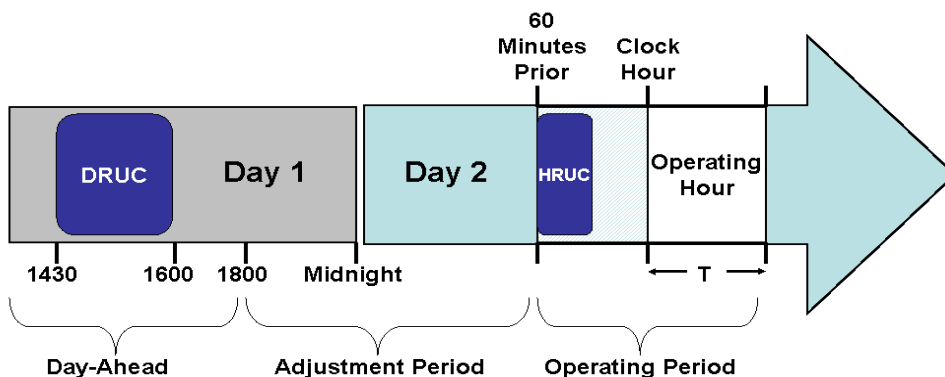 60
Minutes
Prior
Clock
Hour
DRUC
Day 1
Day 2
HRUC
Operating
Hour
1430
1600
1800
Midnight
T
Day-Ahead
Adjustment Period
Operating Period